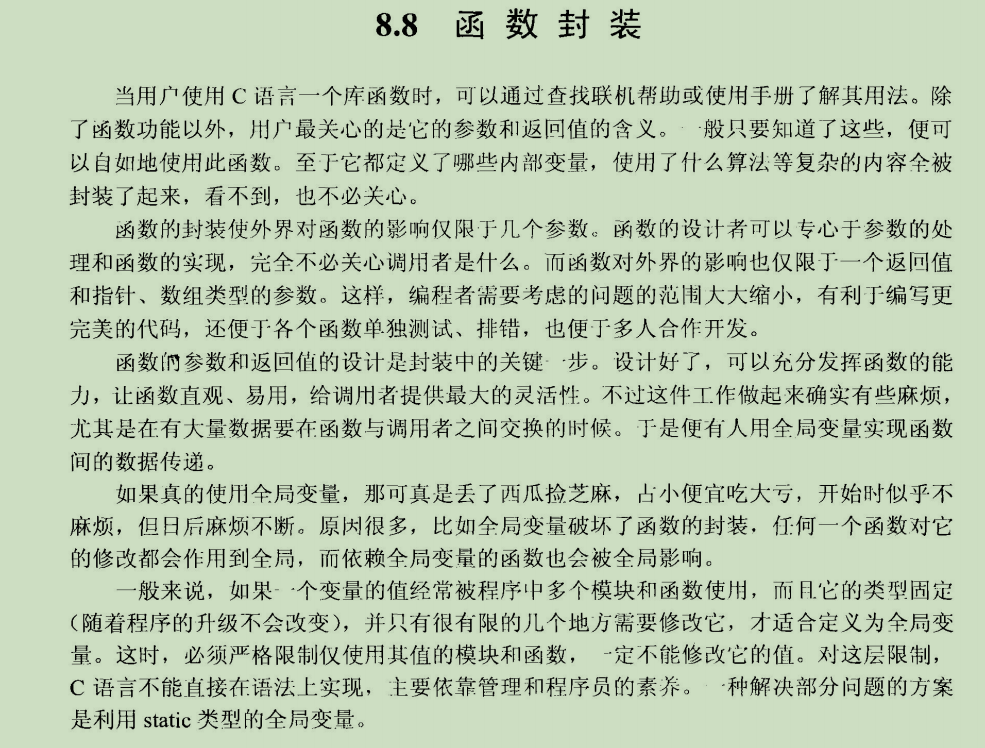 8.8 函数封装
当用户使用 C 语言一个库函数时，可以通过查找联机帮助或使用手册了解其用法。除
了函数功能以外，用户最关心的是它的参数和返回值的含义。一般只要知道了这些，便可
以自如地使用此函数。至于它都定义了哪些内部变量，使用了什么算法等复杂的内容全被
封装了起来，看不到，也不必关心。
函数的封装使外界对函数的影响仅限于几个参数。函数的设计者可以专心于参数的处
理和函数的实现，完全不必关心调用者是什么。而函数对外界的影响也仅限于一个返回值
和指针、数组类型的参数。这样，编程者需要考虑的问题的范围大大缩小，有利于编写更
完美的代码，还便于各个函数单独测试、排错，也便于多人合作开发。
函数的参数和返回值的设计是封装中的关键一步。设计好了，可以充分发挥函数的能
力，让函数直观、易用，给调用者提供最大的灵活性。不过这件工作做起来确实有些麻烦，
尤其是在有大量数据要在函数与调用者之间交换的时候。于是便有人用全局变量实现函数
间的数据传递。
如果真的使用全局变量，那可真是丢了西瓜捡芝麻，占小便宜吃大亏，开始时似乎不
麻烦，但日后麻烦不断。原因很多，比如全局变量破坏了函数的封装，任何一个函数对它
的修改都会作用到全局，而依赖全局变量的函数也会被全局影响。
一般来说，如果一个变量的值经常被程序中多个模块和函数使用，而且它的类型固定
（随着程序的升级不会改变），并只有很有限的几个地方需要修改它，才适合定义为全局变
量。这时，必须严格限制仅使用其值的模块和函数，一定不能修改它的值。对这层限制，
C 语言不能直接在语法上实现，主要依靠管理和程序员的素养。一种解决部分问题的方案
是利用 static 类型的全局变量。